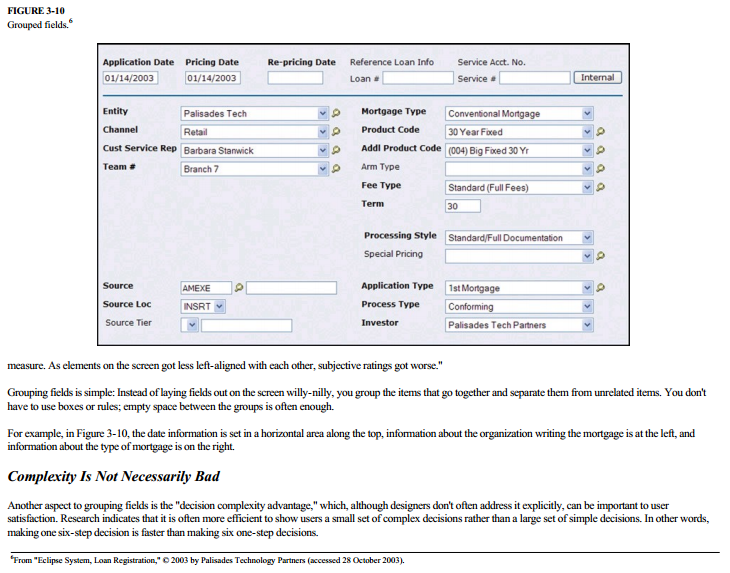 FIGURE 3-10
Grouped fields.6
Application Date Pricing Date Re-pricing Date Reference Loan Info Service Acct. No.
01/14/2003 01/14/2003 Loan # Service # Internal
Entity Palisades Tech Mortgage Type Conventional Mortgage
Channel Retail Product Code 30 Year Fixed
Cust Service Rep Barbara Stanwick Addl Product Code (004) Big Fixed 30 Yr
Team # Branch 7 Arm Type
Fee Type Standard (Full Fees)
Term 30
Processing Style Standard/Full Documentation
Special Pricing
Source AMEXE Application Type 1st Mortgage
Source Loc INSRT Process Type Conforming
Source Tier Investor Palisades Tech Partners
measure. As elements on the screen got less left-aligned with each other, subjective ratings got worse."
Grouping fields is simple: Instead of laying fields out on the screen willy-nilly, you group the items that go together and separate them from unrelated items. You don't
have to use boxes or rules; empty space between the groups is often enough.
For example, in Figure 3-10, the date information is set in a horizontal area along the top, information about the organization writing the mortgage is at the left, and
information about the type of mortgage is on the right.
Complexity Is Not Necessarily Bad
Another aspect to grouping fields is the "decision complexity advantage," which, although designers don't often address it explicitly, can be important to user
satisfaction. Research indicates that it is often more efficient to show users a small set of complex decisions rather than a large set of simple decisions. In other words,
making one six-step decision is faster than making six one-step decisions.
6From "Eclipse System, Loan Registration," © 2003 by Palisades Technology Partners (accessed 28 October 2003).